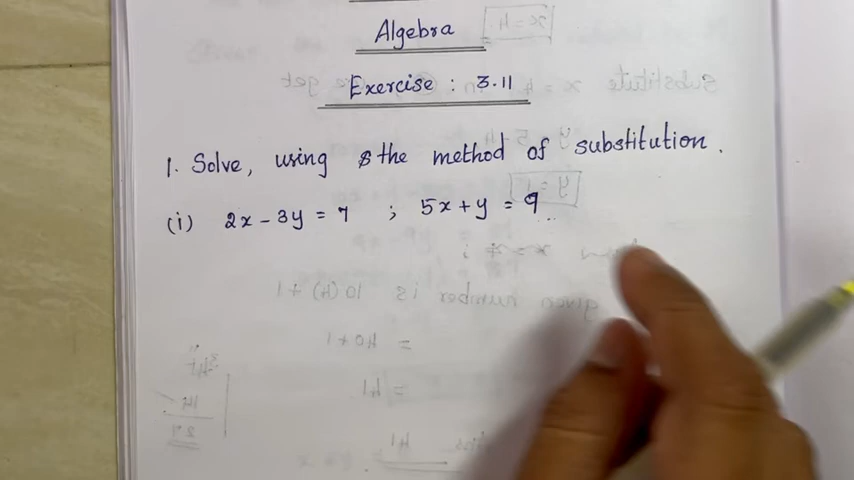 Algebra
Exercise : 3.11
1. Solve, using the method of substitution.
(i) 2x - 3y = 7 ; 5x + y = 9